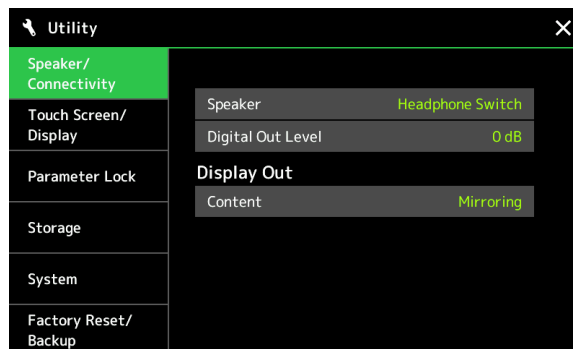 Utility
Speaker/
Connectivity
Touch Screen/
Display
Parameter Lock
Storage
System
Factory Reset/
Backup
Speaker Headphone Switch
Digital Out Level 0 dB
Display Out
Content Mirroring